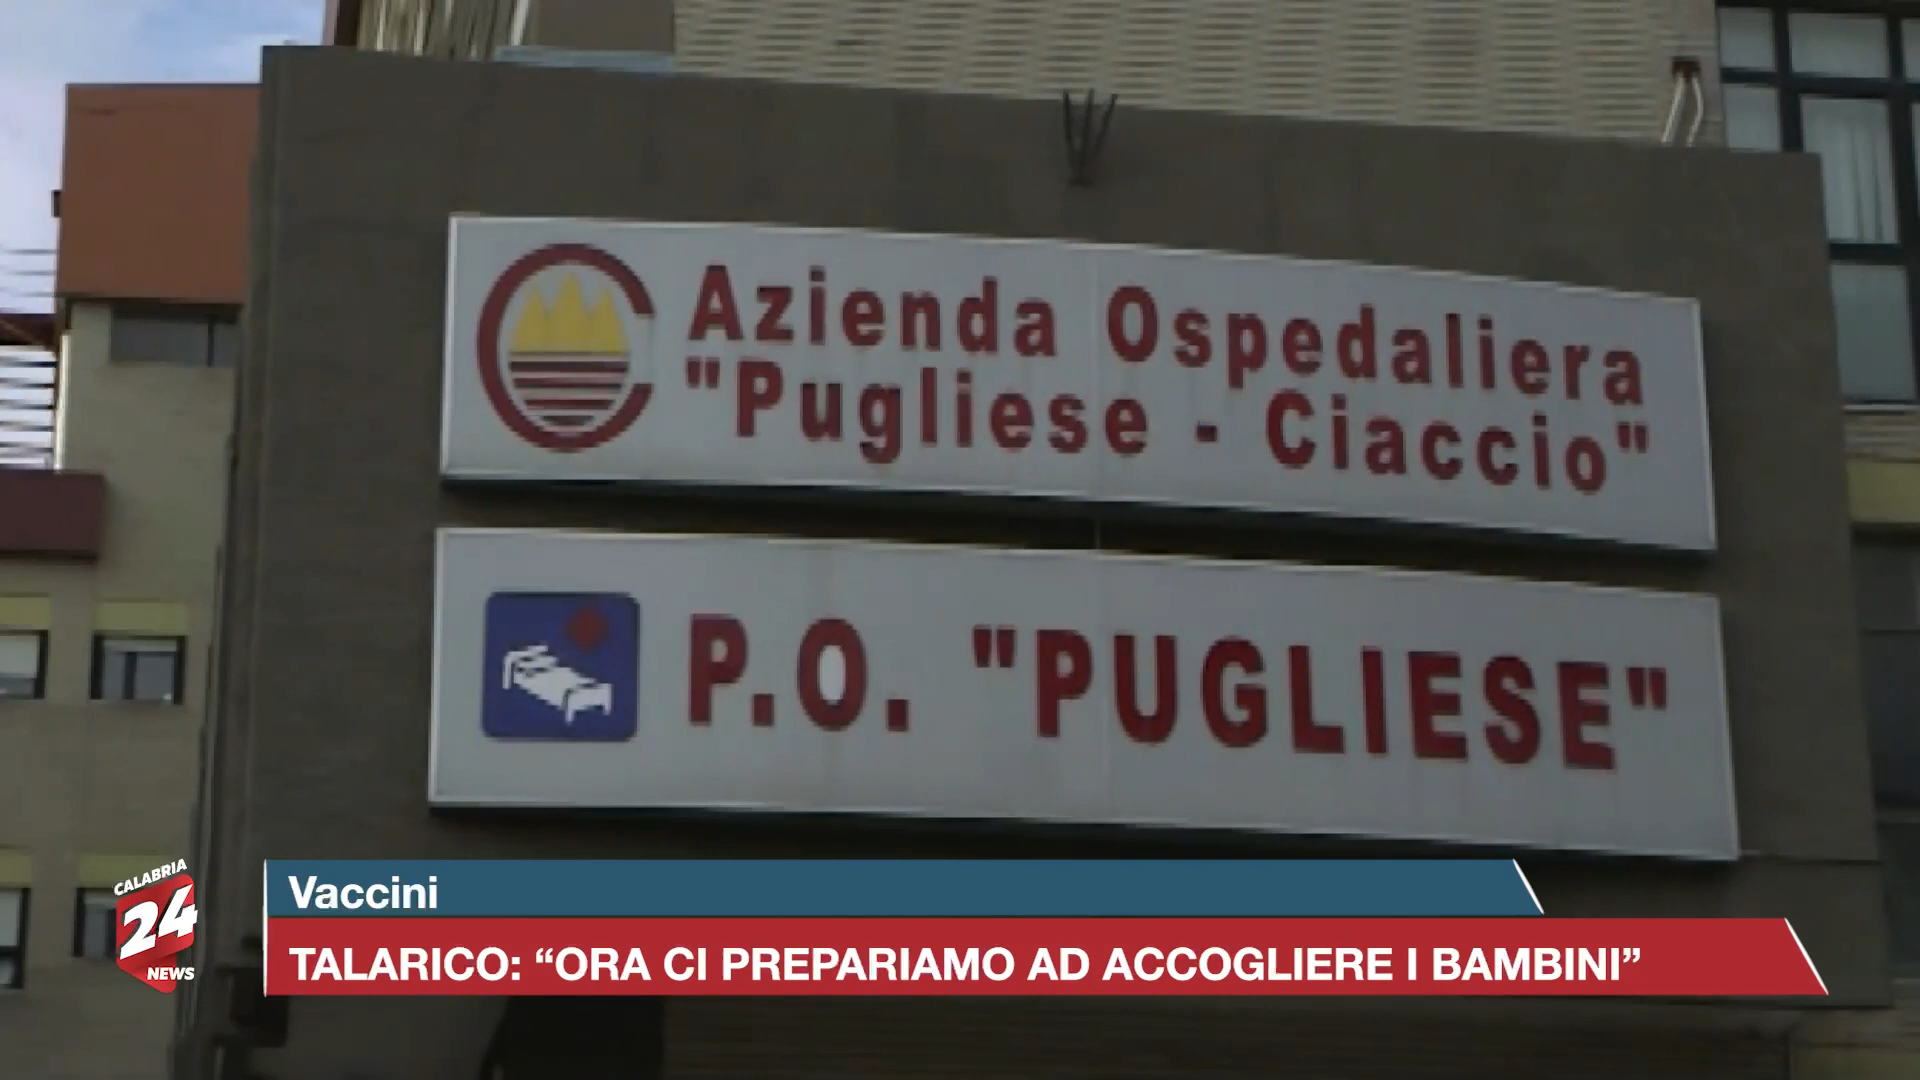 Azienda Ospedaliera
"Pugliese - Ciaccio"
P.O. "PUGLIESE"
CALABRIA
24
NEWS
Vaccini
TALARICO: “ORA CI PREPARIAMO AD ACCOGLIERE I BAMBINI”